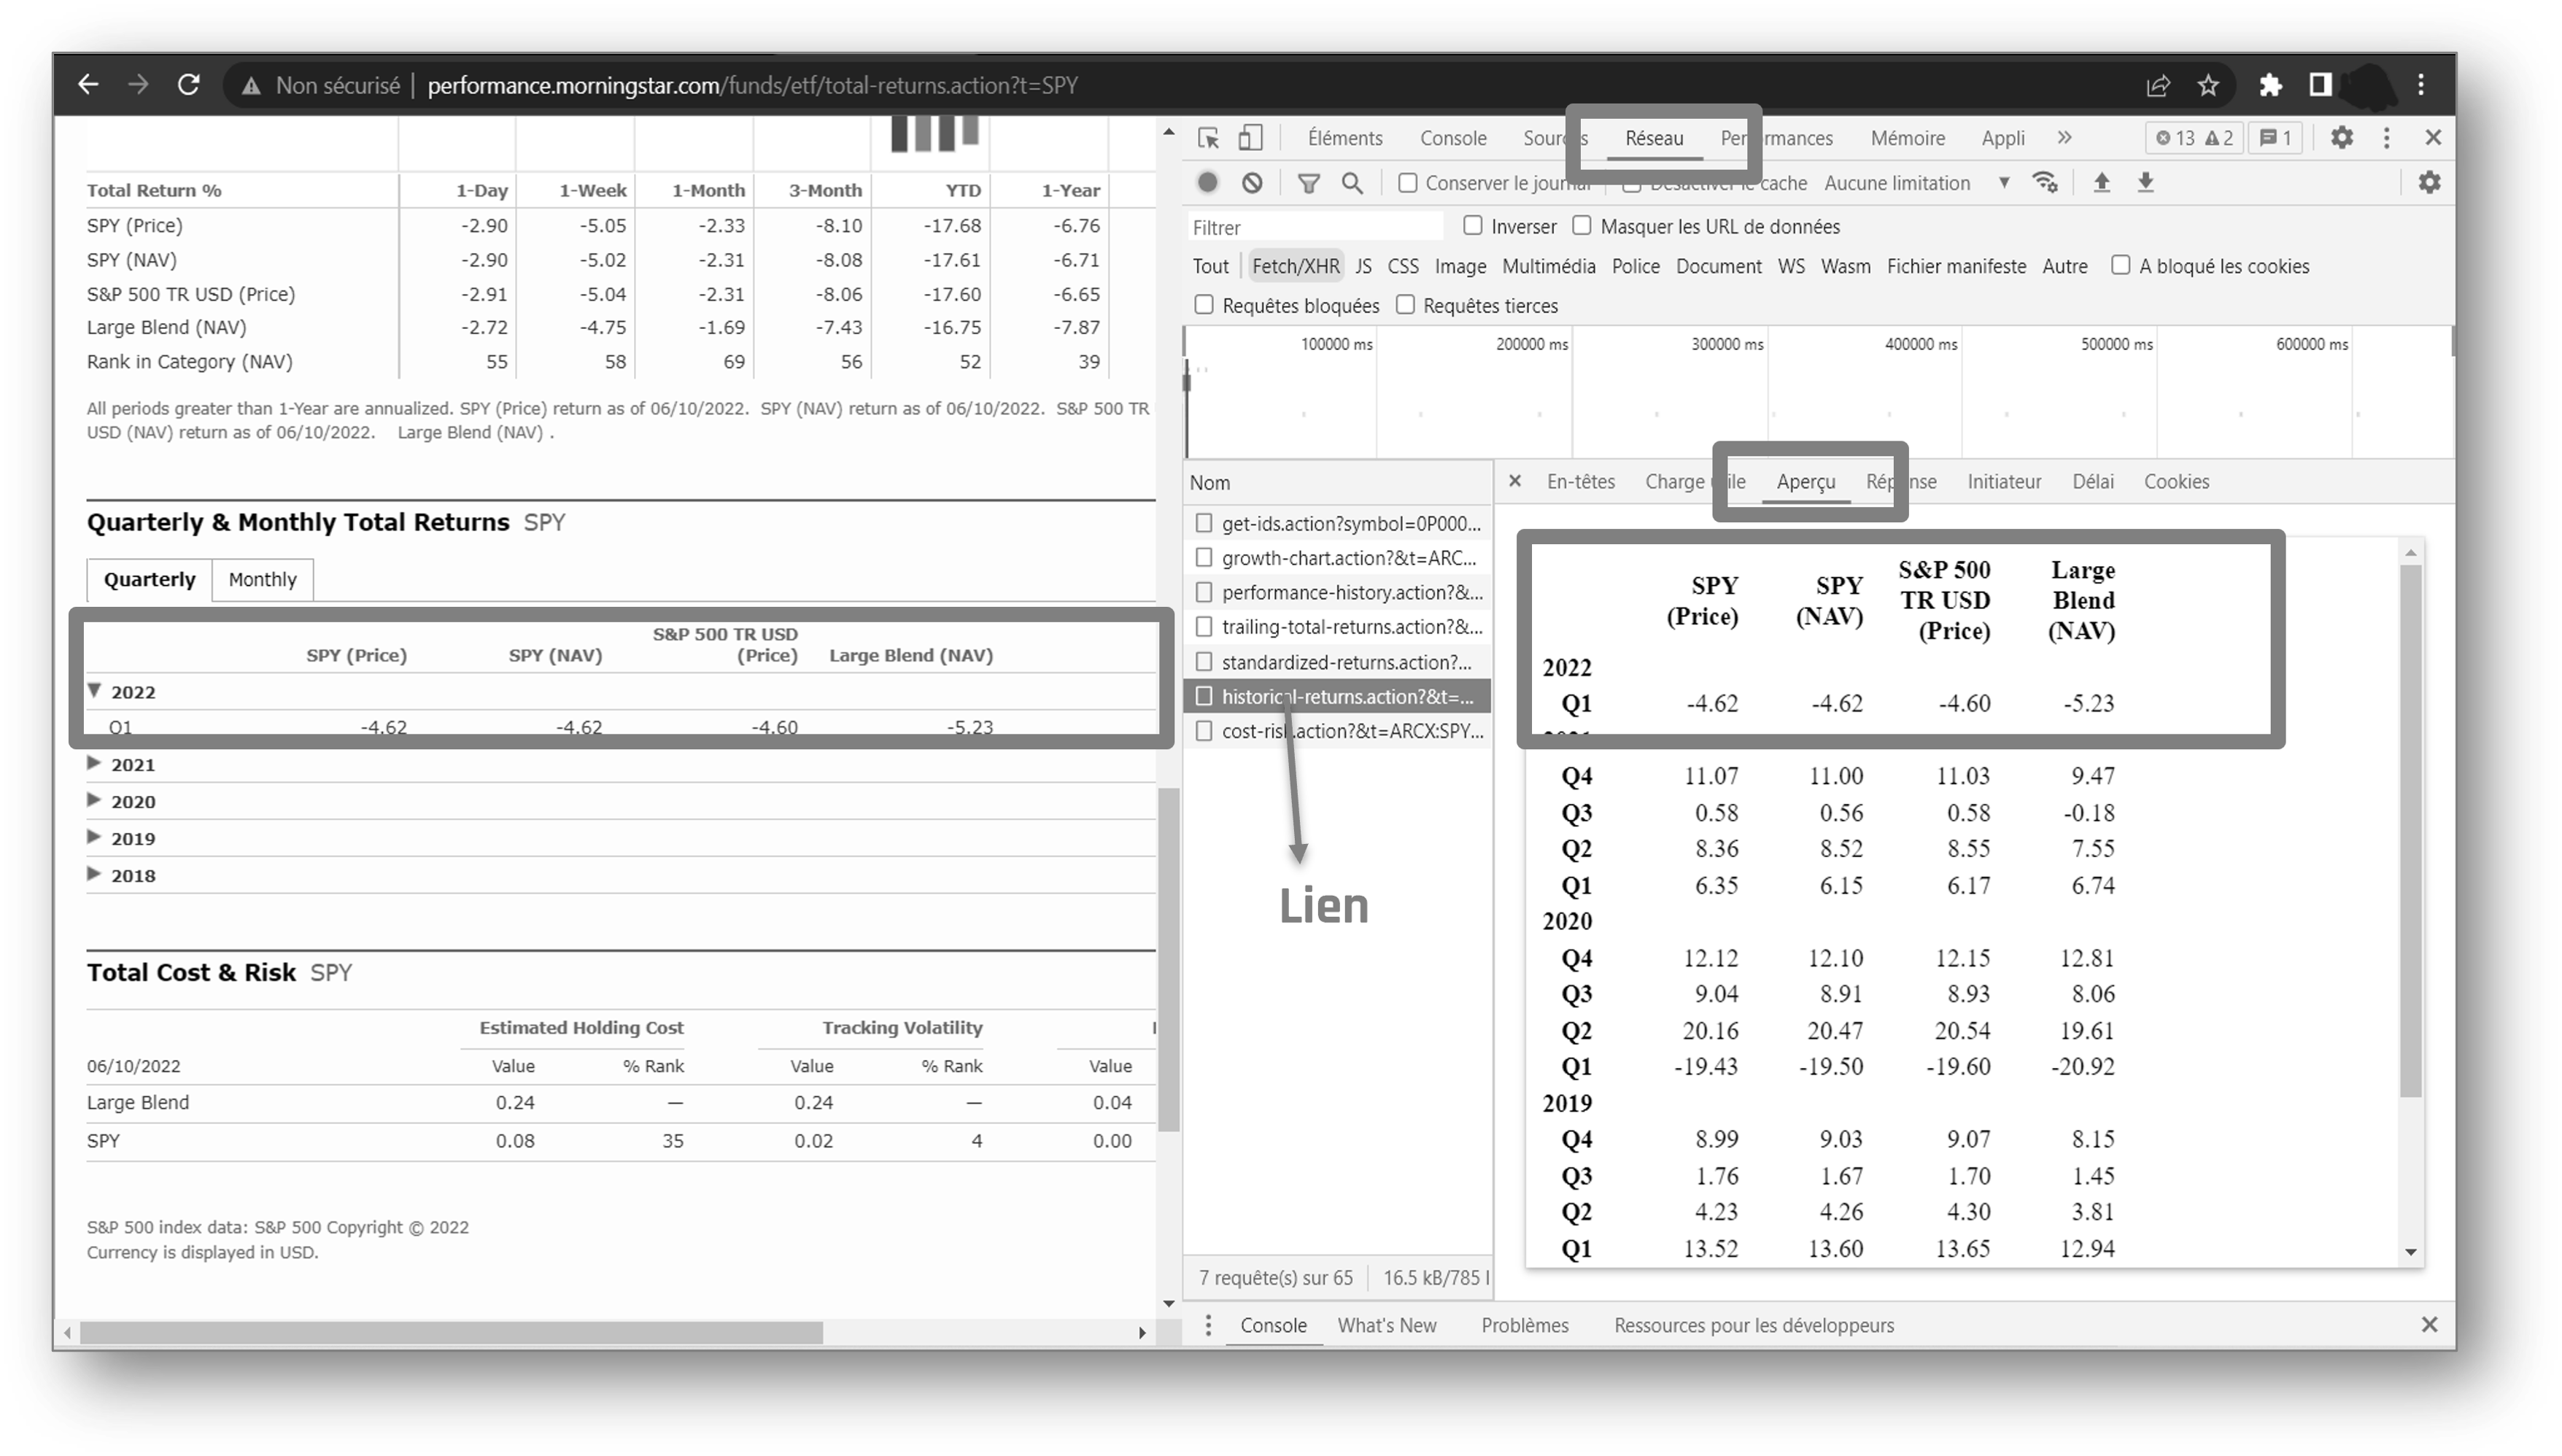 Non sécurisé | performance.morningstar.com/funds/etf/total-returns.action?t=SPY
Total Return % 1-Day 1-Week 1-Month 3-Month YTD 1-Year
SPY (Price) -2.90 -5.05 -2.33 -8.10 -17.68 -6.76
SPY (NAV) -2.90 -5.02 -2.31 -8.08 -17.61 -6.71
S&P 500 TR USD (Price) -2.91 -5.04 -2.31 -8.06 -17.60 -6.65
Large Blend (NAV) -2.72 -4.75 -1.69 -7.43 -16.75 -7.87
Rank in Category (NAV) 55 58 69 56 52 39
All periods greater than 1-Year are annualized. SPY (Price) return as of 06/10/2022. SPY (NAV) return as of 06/10/2022. S&P 500 TR
USD (NAV) return as of 06/10/2022. Large Blend (NAV) .
Quarterly & Monthly Total Returns SPY
Quarterly Monthly
SPY (Price) SPY (NAV) S&P 500 TR USD (Price) Large Blend (NAV)
2022
Q1 -4.62 -4.62 -4.60 -5.23
2021
2020
2019
2018
Total Cost & Risk SPY
Estimated Holding Cost Tracking Volatility
06/10/2022 Value % Rank Value % Rank Value
Large Blend 0.24 — 0.24 — 0.04
SPY 0.08 35 0.02 4 0.00
S&P 500 index data: S&P 500 Copyright © 2022
Currency is displayed in USD.
Éléments Console Sources Réseau Performances Mémoire Appli » 13 2 1
Conserver le journal Désactiver le cache Aucune limitation
Filtrer Inverser Masquer les URL de données
Tout Fetch/XHR JS CSS Image Multimédia Police Document WS Wasm Fichier manifeste Autre A bloqué les cookies
Requêtes bloquées Requêtes tierces
100000 ms 200000 ms 300000 ms 400000 ms 500000 ms 600000 ms
Nom
get-ids.action?symbol=0P000...
growth-chart.action?&t=ARC...
performance-history.action?&...
trailing-total-returns.action?&...
standardized-returns.action?...
historical-returns.action?&t=...
cost-risk.action?&t=ARCX:SPY...
Lien
7 requête(s) sur 65 16.5 kB/785
En-têtes Charge utile Aperçu Réponse Initiateur Délai Cookies
SPY (Price) SPY (NAV) S&P 500 TR USD (Price) Large Blend (NAV)
2022
Q1 -4.62 -4.62 -4.60 -5.23
2021
Q4 11.07 11.00 11.03 9.47
Q3 0.58 0.56 0.58 -0.18
Q2 8.36 8.52 8.55 7.55
Q1 6.35 6.15 6.17 6.74
2020
Q4 12.12 12.10 12.15 12.81
Q3 9.04 8.91 8.93 8.06
Q2 20.16 20.47 20.54 19.61
Q1 -19.43 -19.50 -19.60 -20.92
2019
Q4 8.99 9.03 9.07 8.15
Q3 1.76 1.67 1.70 1.45
Q2 4.23 4.26 4.30 3.81
Q1 13.52 13.60 13.65 12.94
Console What's New Problèmes Ressources pour les développeurs